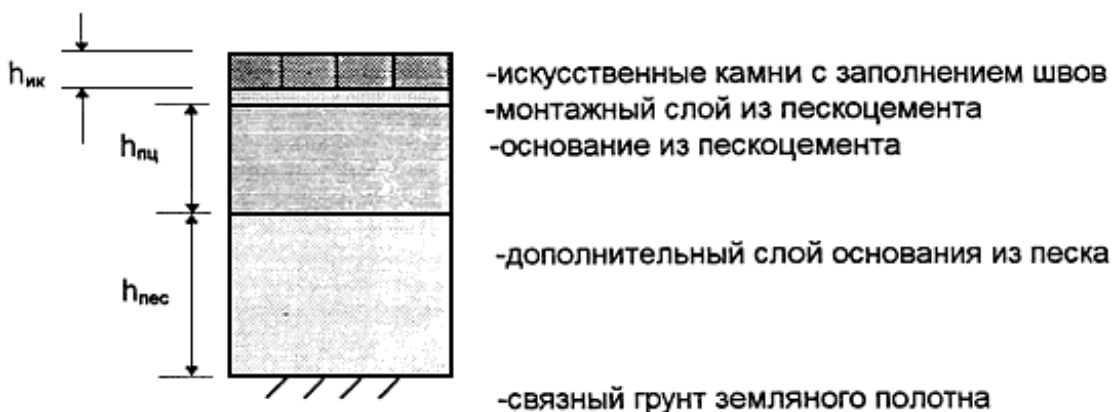 hик
-искусственные камни с заполнением швов
-монтажный слой из пескоцемента
hпц
-основание из пескоцемента
-дополнительный слой основания из песка
hпес
-связный грунт земляного полотна